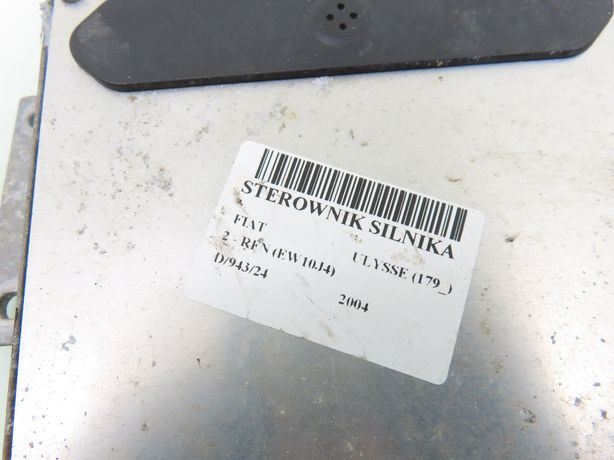 STEROWNIK SILNIKA
FIAT ULYSSE (179_)
2 - RFN (EW10J4)
D/943/24 2004